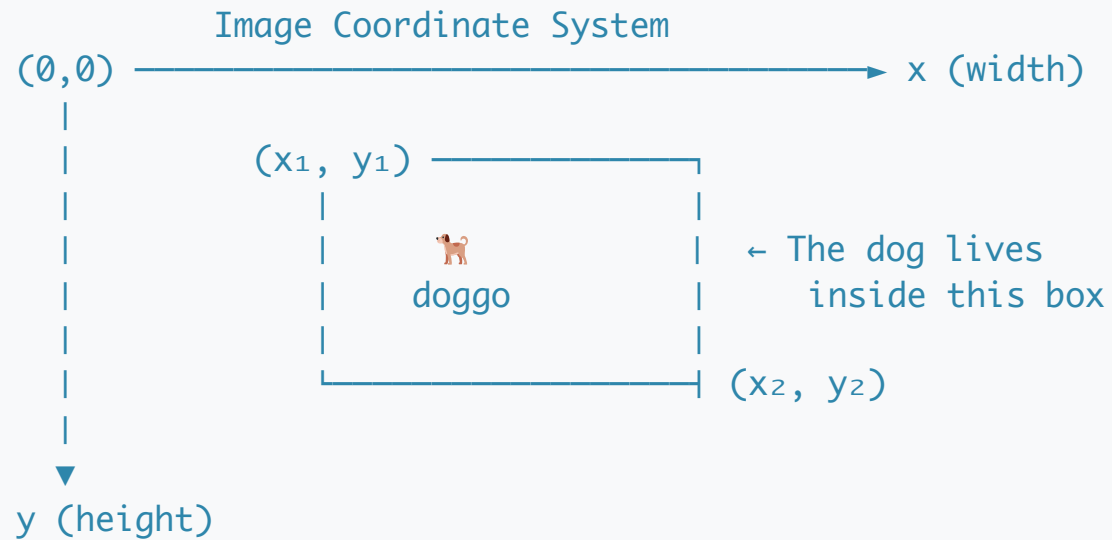 Image Coordinate System
(0,0) ──────────────────────────────────────► x (width)
(x₁, y₁)
← The dog lives
doggo
inside this box
(x₂, y₂)
y (height)